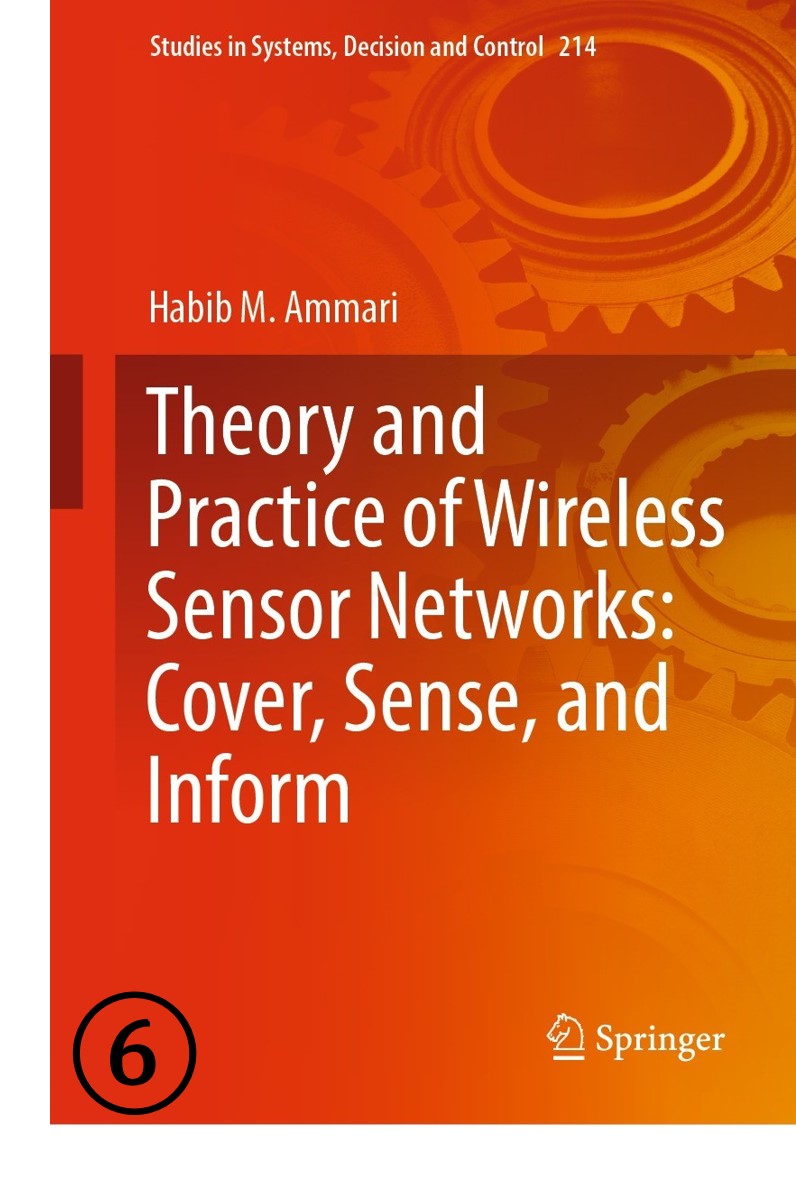 Studies in Systems, Decision and Control 214
Habib M. Ammari
Theory and
Practice of Wireless
Sensor Networks:
Cover, Sense, and
Inform
6
Springer